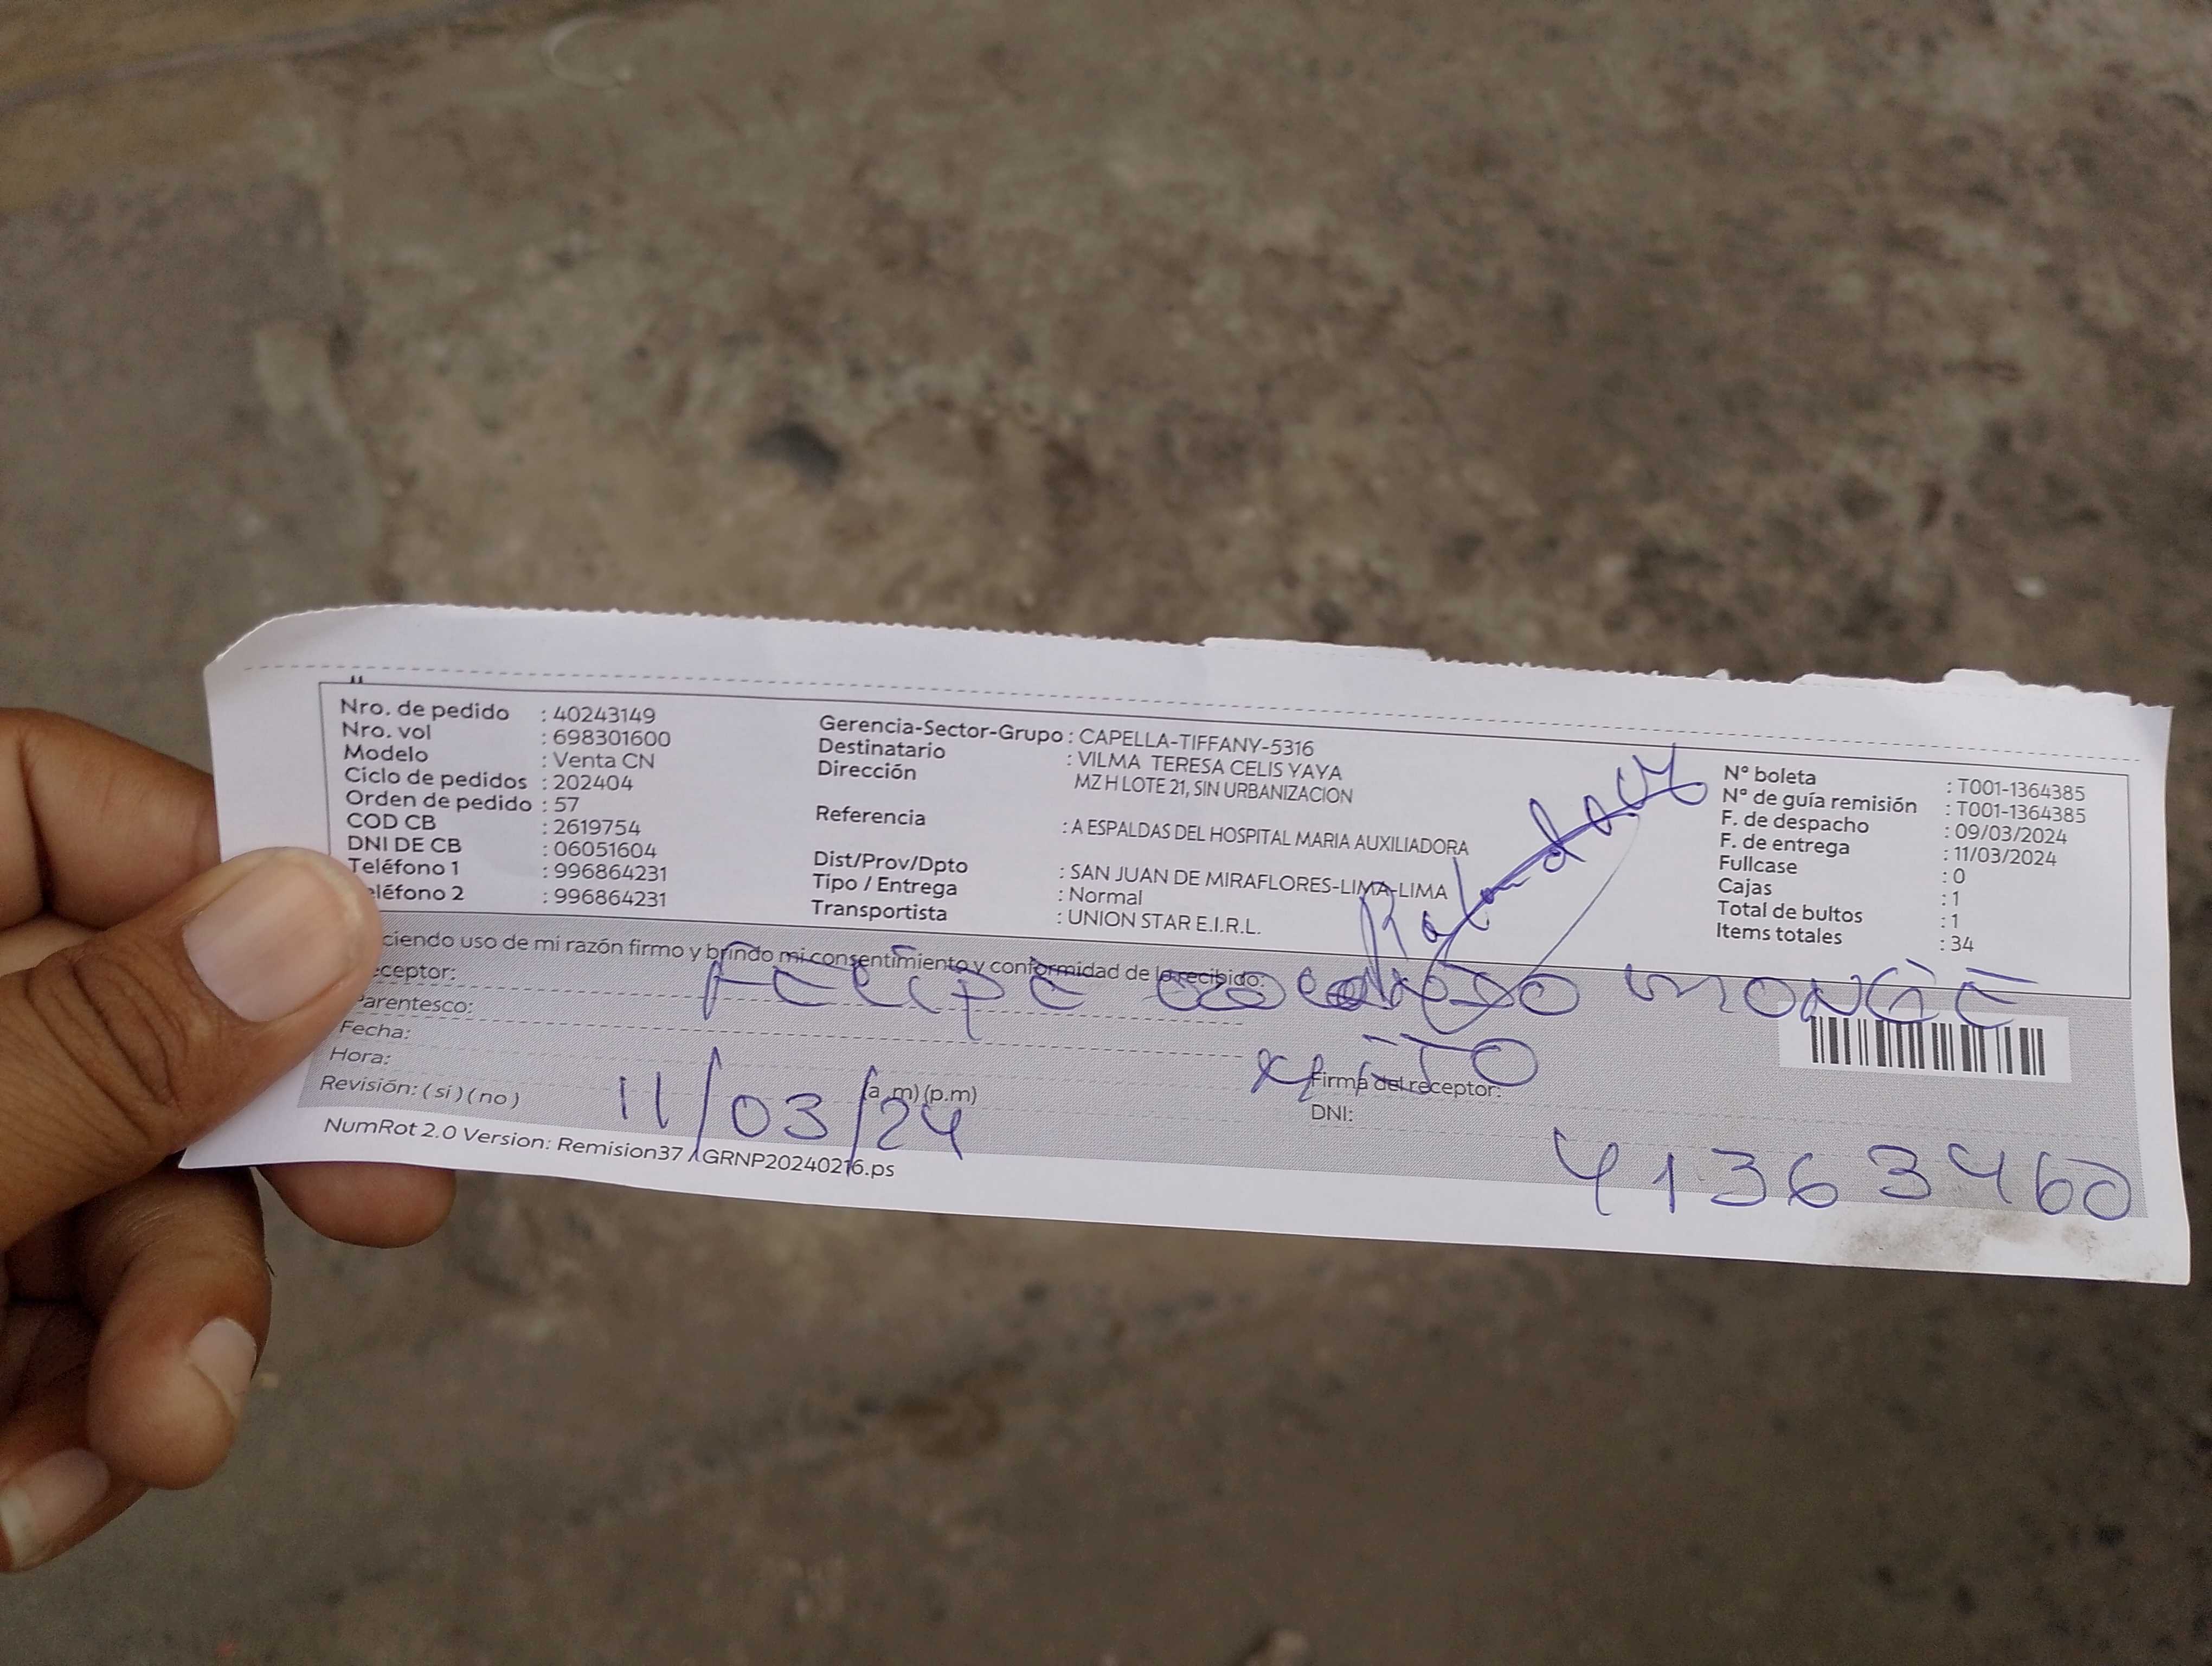 Nro. de pedido : 40243149
Nro. vol : 698301600
Modelo : Venta CN
Ciclo de pedidos : 202404
Orden de pedido : 57
COD CB : 2619754
DNI DE CB : 06051604
Teléfono 1 : 996864231
eléfono 2 : 996864231
Gerencia-Sector-Grupo : CAPELLA-TIFFANY-5316
Destinatario : VILMA TERESA CELIS YAYA
Dirección MZ H LOTE 21, SIN URBANIZACION
Referencia : A ESPALDAS DEL HOSPITAL MARIA AUXILIADORA
Dist/Prov/Dpto : SAN JUAN DE MIRAFLORES-LIMA-LIMA
Tipo / Entrega : Normal
Transportista : UNION STAR E.I.R.L.
N° boleta : T001-1364385
N° de guía remisión : T001-1364385
F. de despacho : 09/03/2024
F. de entrega : 11/03/2024
Fullcase : 0
Cajas : 1
Total de bultos : 1
Items totales : 34
ciendo uso de mi razón firmo y brindo mi consentimiento y conformidad de lo recibido.
eceptor: FELIPE
Parentesco:
Fecha:
Hora: (a.m) (p.m)
11/03/24
Revisión: ( si ) ( no )
Firma del receptor:
DNI:
41363460
NumRot 2.0 Version: Remision37 / GRNP20240216.ps